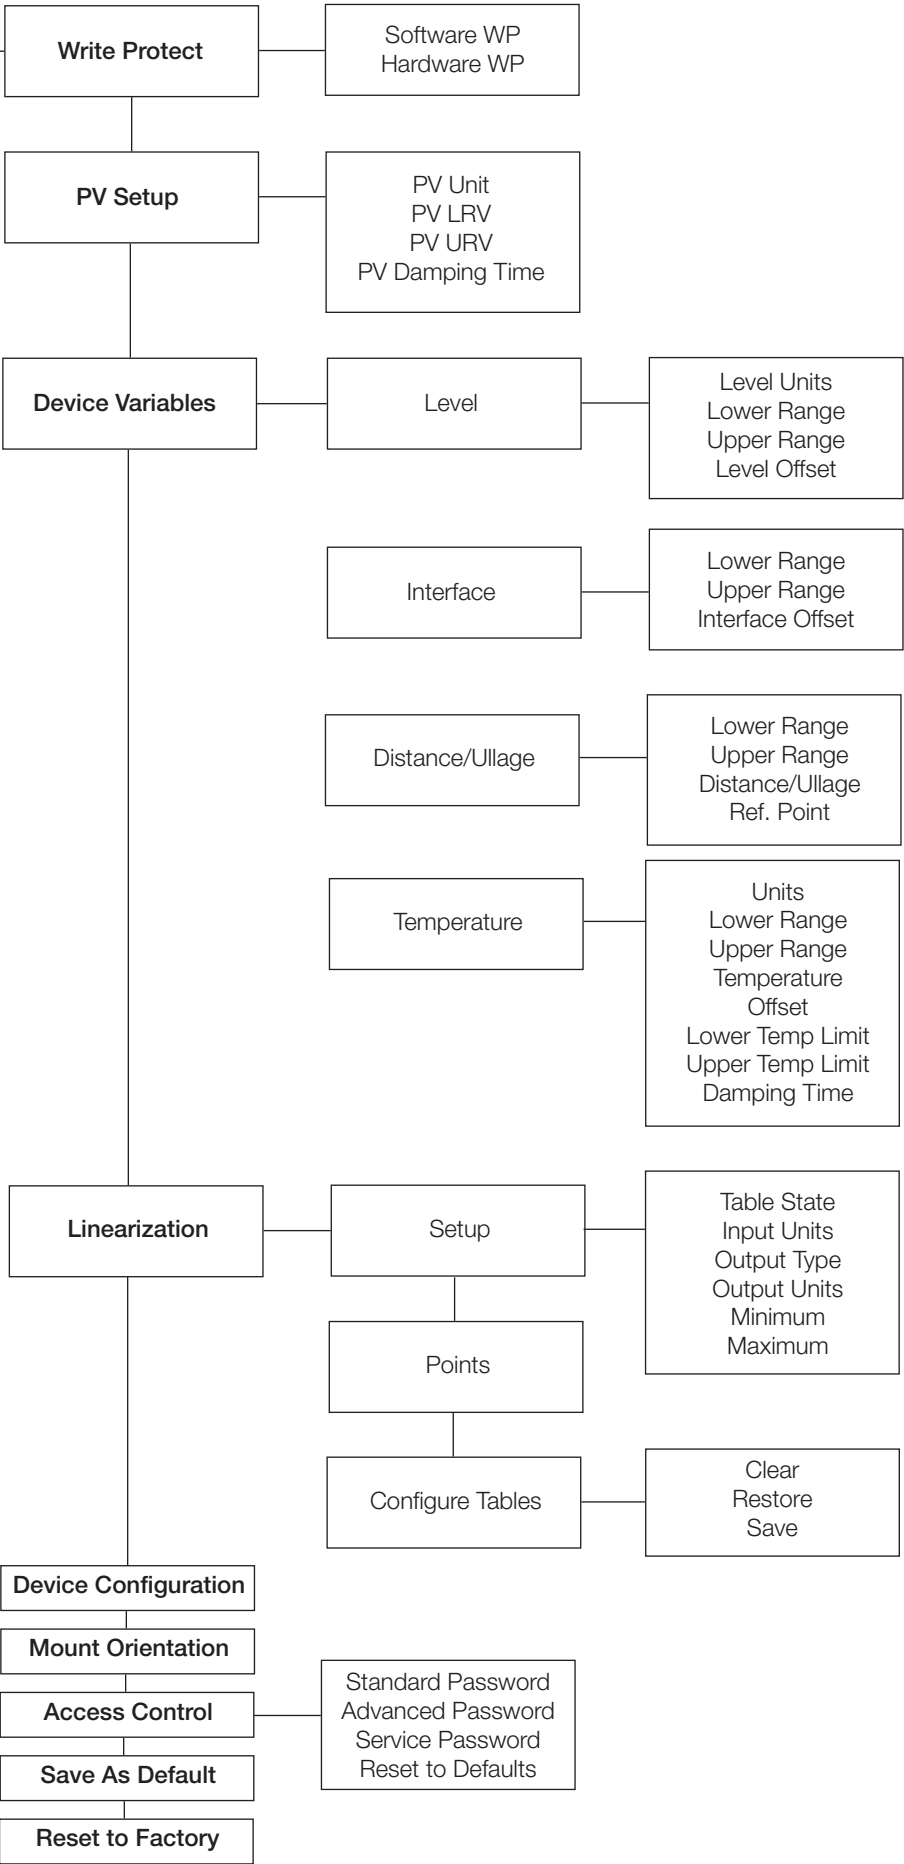 Write Protect
Software WP
Hardware WP
PV Setup
PV Unit
PV LRV
PV URV
PV Damping Time
Device Variables
Level
Level Units
Lower Range
Upper Range
Level Offset
Interface
Lower Range
Upper Range
Interface Offset
Distance/Ullage
Lower Range
Upper Range
Distance/Ullage
Ref. Point
Temperature
Units
Lower Range
Upper Range
Temperature
Offset
Lower Temp Limit
Upper Temp Limit
Damping Time
Linearization
Setup
Table State
Input Units
Output Type
Output Units
Minimum
Maximum
Points
Configure Tables
Clear
Restore
Save
Device Configuration
Mount Orientation
Access Control
Standard Password
Advanced Password
Service Password
Reset to Defaults
Save As Default
Reset to Factory